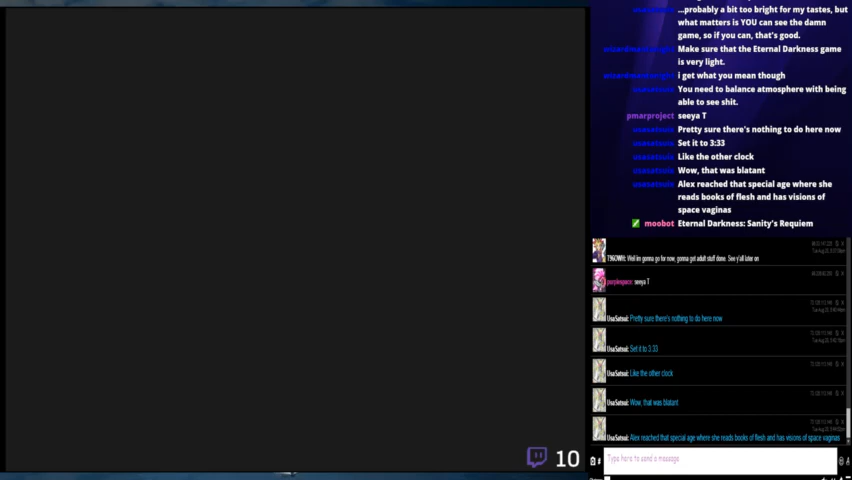 ...probably a bit too bright for my tastes, but
what matters is YOU can see the damn
game, so if you can, that's good.
Make sure that the Eternal Darkness game
is very light.
i get what you mean though
You need to balance atmosphere with being
able to see shit.
pmarproject seeya T
Pretty sure there's nothing to do here now
usasatsuia Set it to 3:33
Like the other clock
Wow, that was blatant
Alex reached that special age where she
reads books of flesh and has visions of
space vaginas
moobot Eternal Darkness: Sanity's Requiem
Well im gonna go for now, gonna got adult stuff done. See y'all later on
seeya T
UsaSatsui: Pretty sure there's nothing to do here now
UsaSatsui: Set it to 3:33
UsaSatsui: Like the other clock
UsaSatsui: Wow, that was blatant
UsaSatsui: Alex reached that special age where she reads books of flesh and has visions of space vaginas
Type here to send a message
10